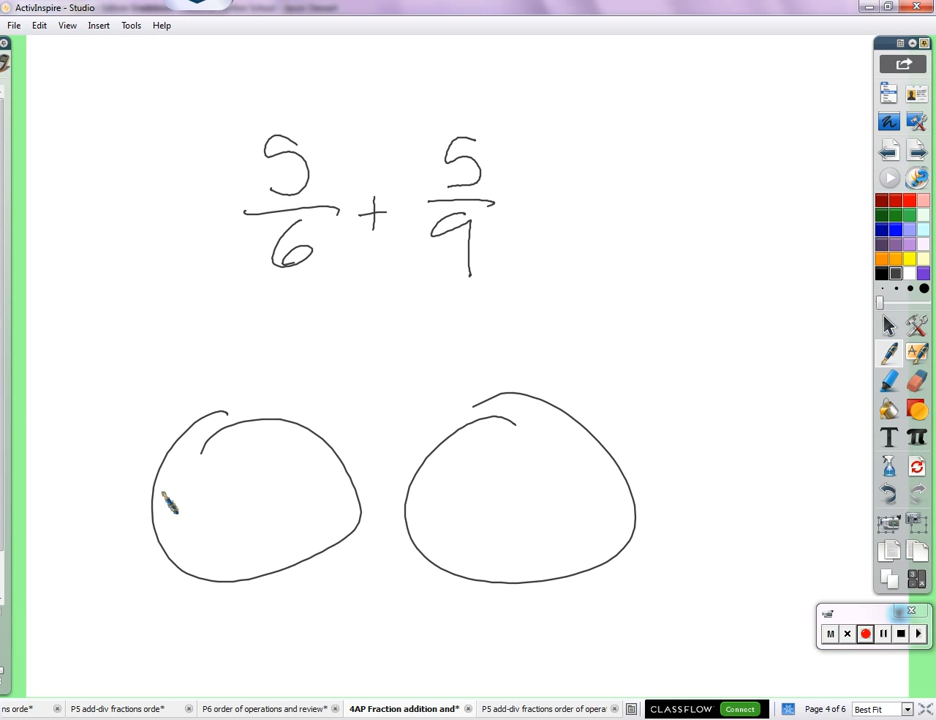 ActivInspire - Studio
File Edit View Insert Tools Help
5/6 + 5/9
M
ns orde* P5 add-div fractions orde* P6 order of operations and review* 4AP Fraction addition and* P5 add-div fractions order of opera CLASSFLOW Connect Page 4 of 6 Best Fit